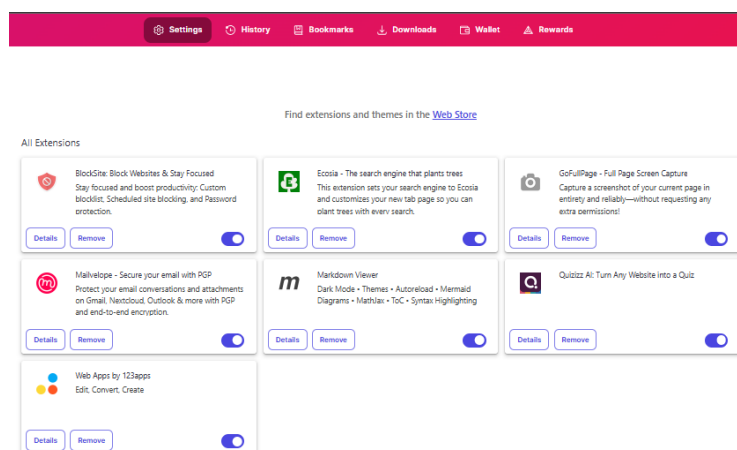 Settings
History
Bookmarks
Downloads
Wallet
Rewards
Find extensions and themes in the Web Store
All Extensions
BlockSite: Block Websites & Stay Focused
Stay focused and boost productivity: Custom
blocklist, Scheduled site blocking, and Password
protection.
Details
Remove
Ecosia - The search engine that plants trees
This extension sets your search engine to Ecosia
and customizes your new tab page so you can
plant trees with every search.
Details
Remove
GoFullPage - Full Page Screen Capture
Capture a screenshot of your current page in
entirety and reliably—without requesting any
extra permissions!
Details
Remove
Mailvelope - Secure your email with PGP
Protect your email conversations and attachments
on Gmail, Nextcloud, Outlook & more with PGP
and end-to-end encryption.
Details
Remove
m
Markdown Viewer
Dark Mode • Themes • Autoreload • Mermaid
Diagrams • MathJax • ToC • Syntax Highlighting
Details
Remove
Q.
Quizizz AI: Turn Any Website into a Quiz
Details
Remove
Web Apps by 123apps
Edit, Convert, Create
Details
Remove